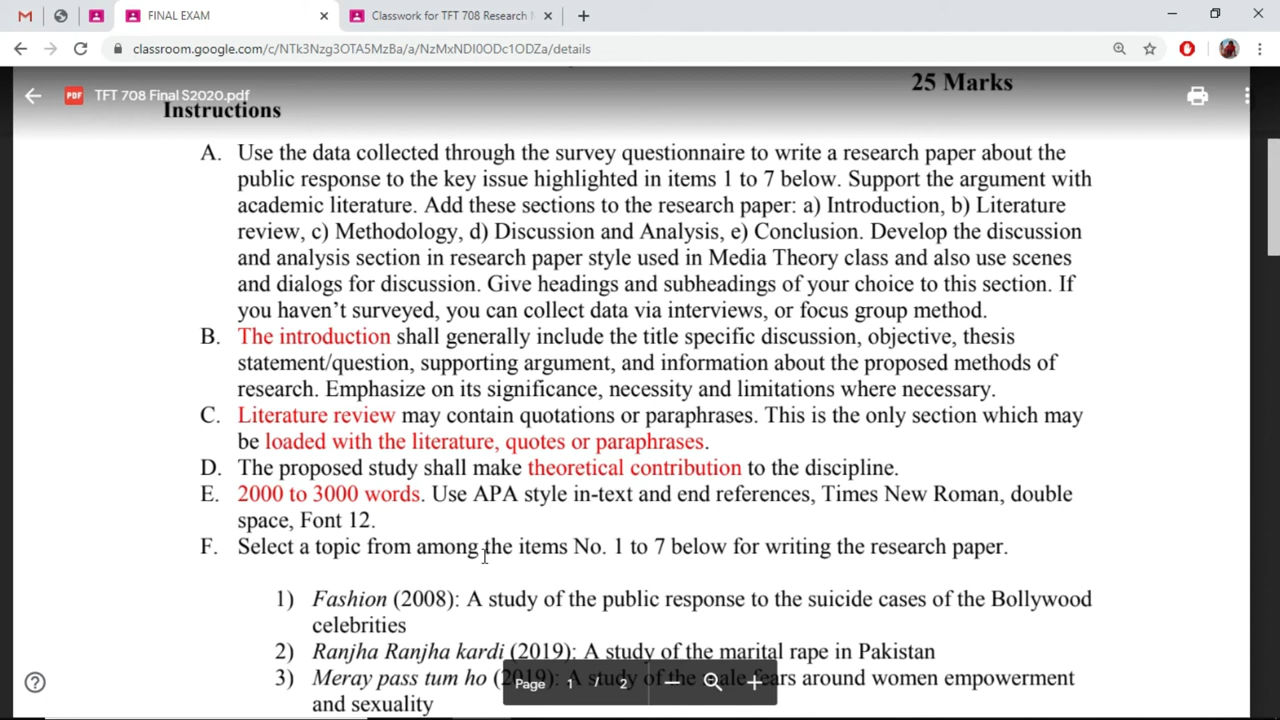 FINAL EXAM
Classwork for TFT 708 Research
classroom.google.com/c/NTk3Nzg3OTA5MzBa/a/NzMxNDI0ODc1ODZa/details
25 Marks
PDF TFT 708 Final S2020.pdf
Instructions
A. Use the data collected through the survey questionnaire to write a research paper about the
public response to the key issue highlighted in items 1 to 7 below. Support the argument with
academic literature. Add these sections to the research paper: a) Introduction, b) Literature
review, c) Methodology, d) Discussion and Analysis, e) Conclusion. Develop the discussion
and analysis section in research paper style used in Media Theory class and also use scenes
and dialogs for discussion. Give headings and subheadings of your choice to this section. If
you haven’t surveyed, you can collect data via interviews, or focus group method.
B. The introduction shall generally include the title specific discussion, objective, thesis
statement/question, supporting argument, and information about the proposed methods of
research. Emphasize on its significance, necessity and limitations where necessary.
C. Literature review may contain quotations or paraphrases. This is the only section which may
be loaded with the literature, quotes or paraphrases.
D. The proposed study shall make theoretical contribution to the discipline.
E. 2000 to 3000 words. Use APA style in-text and end references, Times New Roman, double
space, Font 12.
F. Select a topic from among the items No. 1 to 7 below for writing the research paper.
1) Fashion (2008): A study of the public response to the suicide cases of the Bollywood
celebrities
2) Ranjha Ranjha kardi (2019): A study of the marital rape in Pakistan
3) Meray pass tum ho (2019): A study of the male fears around women empowerment
and sexuality
Page 1 / 2